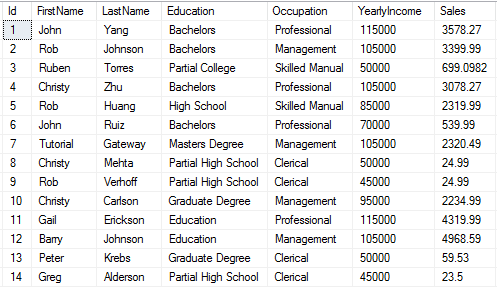 Id FirstName LastName Education Occupation YearlyIncome Sales
1 John Yang Bachelors Professional 115000 3578.27
2 Rob Johnson Bachelors Management 105000 3399.99
3 Ruben Torres Partial College Skilled Manual 50000 699.0982
4 Christy Zhu Bachelors Professional 105000 3078.27
5 Rob Huang High School Skilled Manual 85000 2319.99
6 John Ruiz Bachelors Professional 70000 539.99
7 Tutorial Gateway Masters Degree Management 105000 2320.49
8 Christy Mehta Partial High School Clerical 50000 24.99
9 Rob Verhoff Partial High School Clerical 45000 24.99
10 Christy Carlson Graduate Degree Management 95000 2234.99
11 Gail Erickson Education Professional 115000 4319.99
12 Barry Johnson Education Management 105000 4968.59
13 Peter Krebs Graduate Degree Clerical 50000 59.53
14 Greg Alderson Partial High School Clerical 45000 23.5